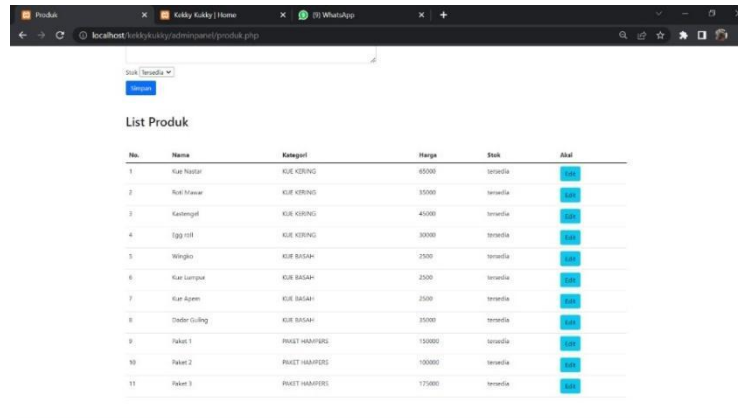 Produk
Kekky Kukky | Home
(9) WhatsApp
localhost/kekkykukky/adminpanel/produk.php
Stok Tersedia
Simpan
List Produk
No. Nama Kategori Harga Stok Aksi
1 Kue Nastar KUE KERING 65000 tersedia Edit
2 Roti Mawar KUE KERING 35000 tersedia Edit
3 Kastengel KUE KERING 45000 tersedia Edit
4 Egg roll KUE KERING 30000 tersedia Edit
5 Wingko KUE BASAH 2500 tersedia Edit
6 Kue Lumpur KUE BASAH 2500 tersedia Edit
7 Kue Apem KUE BASAH 2500 tersedia Edit
8 Dadar Guling KUE BASAH 35000 tersedia Edit
9 Paket 1 PAKET HAMPERS 150000 tersedia Edit
10 Paket 2 PAKET HAMPERS 100000 tersedia Edit
11 Paket 3 PAKET HAMPERS 175000 tersedia Edit